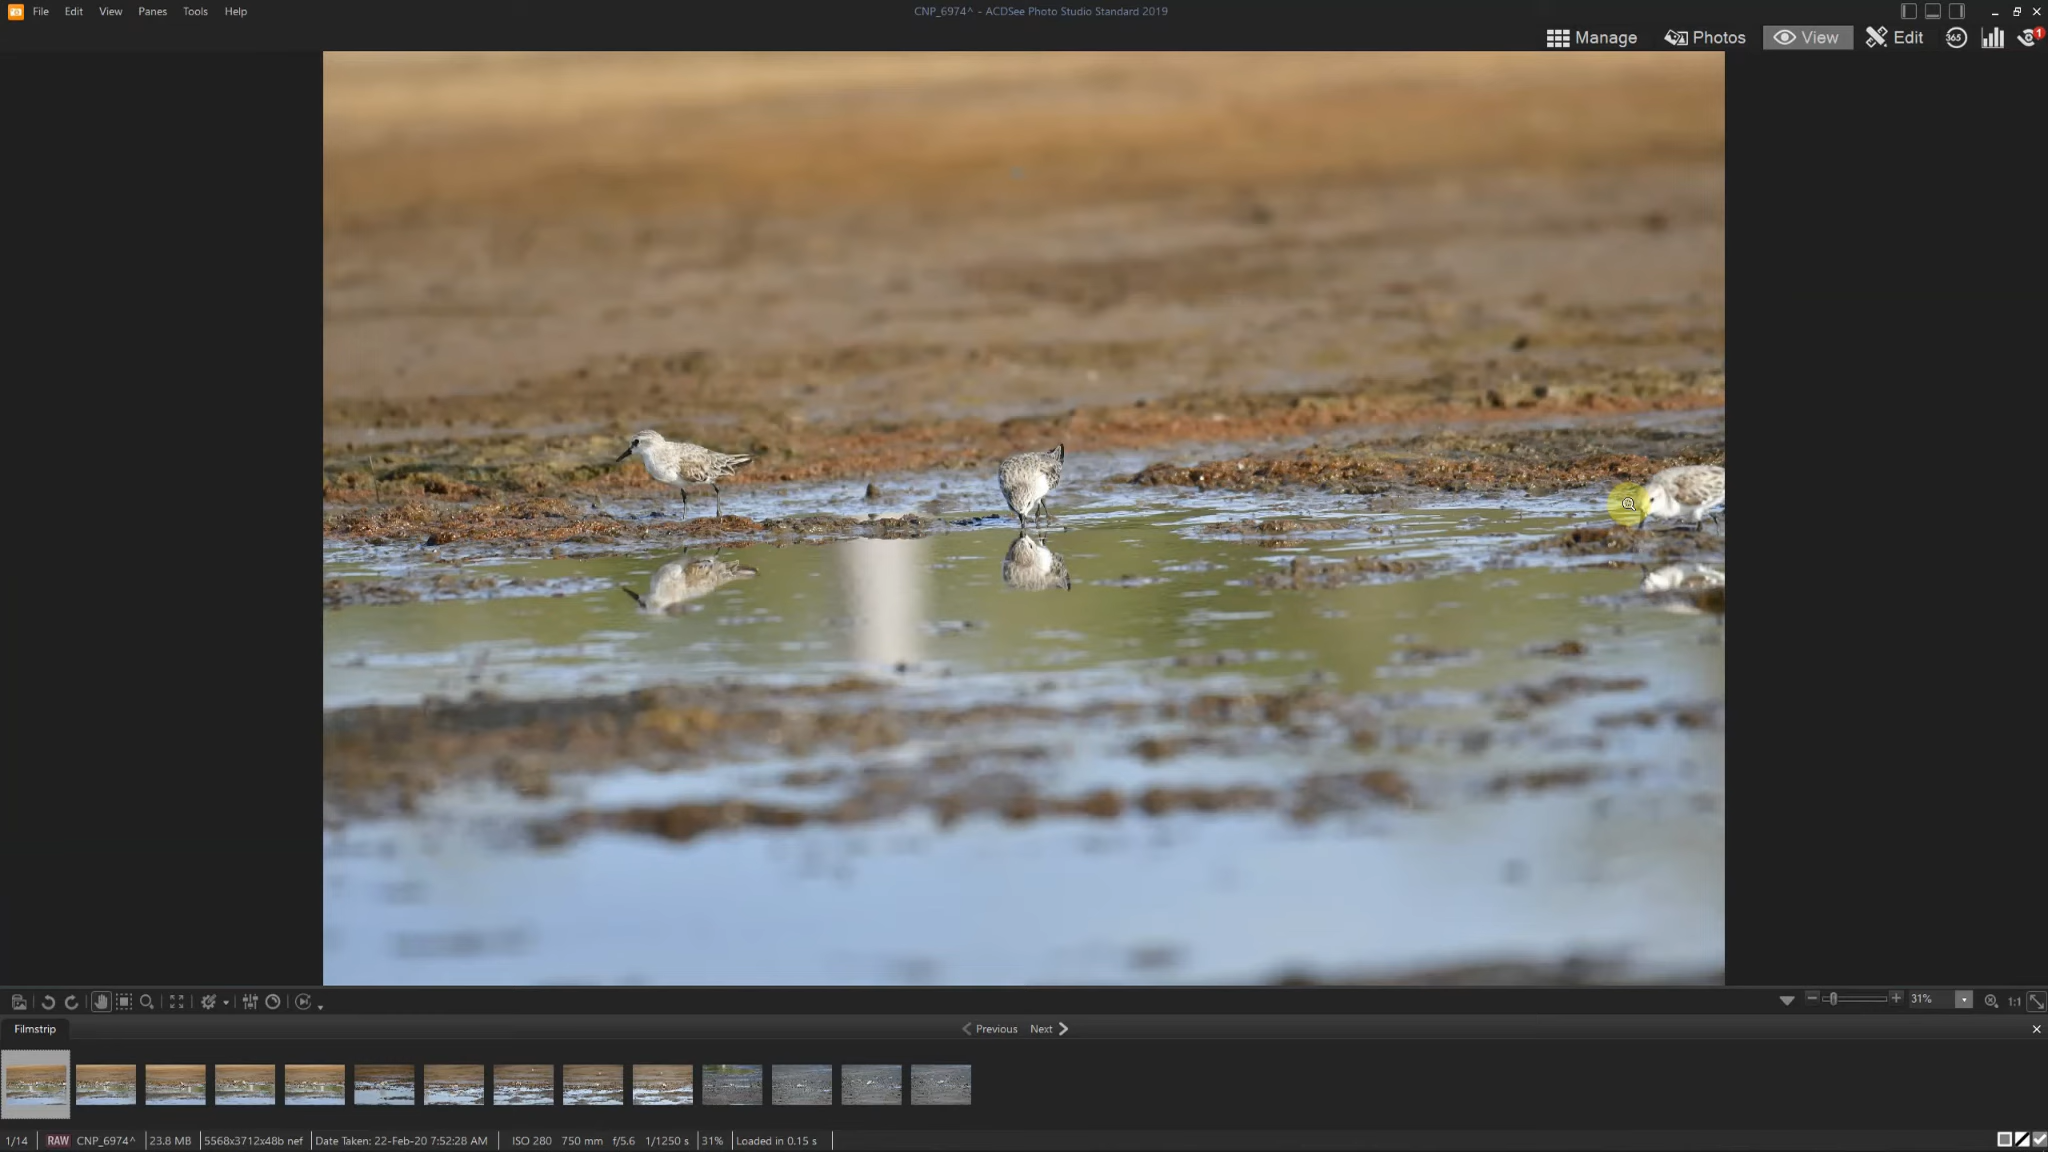 File Edit View Panes Tools Help
CNP_6974^ - ACDSee Photo Studio Standard 2019
Manage Photos View Edit 365 1
31% 1:1
Filmstrip
Previous Next
1/14 RAW CNP_6974^ 23.8 MB 5568x3712x48b nef Date Taken: 22-Feb-20 7:52:28 AM ISO 280 750 mm f/5.6 1/1250 s 31% Loaded in 0.15 s